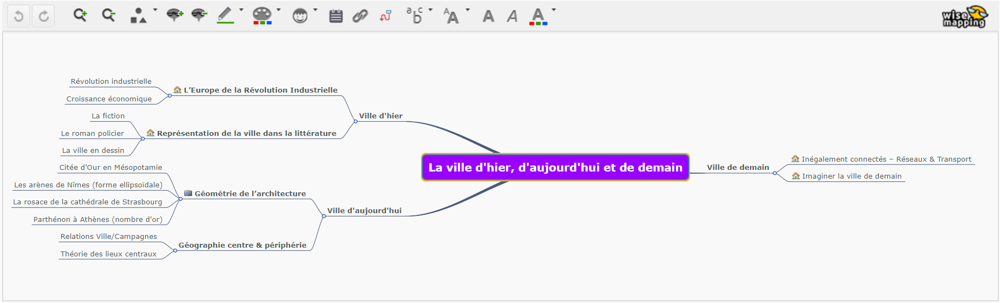 wise
mapping
Révolution industrielle
Croissance économique
L’Europe de la Révolution Industrielle
La fiction
Le roman policier
La ville en dessin
Représentation de la ville dans la littérature
Ville d'hier
Citée d’Our en Mésopotamie
Les arènes de Nîmes (forme ellipsoïdale)
La rosace de la cathédrale de Strasbourg
Parthénon à Athènes (nombre d'or)
Géométrie de l’architecture
Relations Ville/Campagnes
Théorie des lieux centraux
Géographie centre & périphérie
Ville d'aujourd'hui
La ville d'hier, d'aujourd'hui et de demain
Ville de demain
Inégalement connectés – Réseaux & Transport
Imaginer la ville de demain